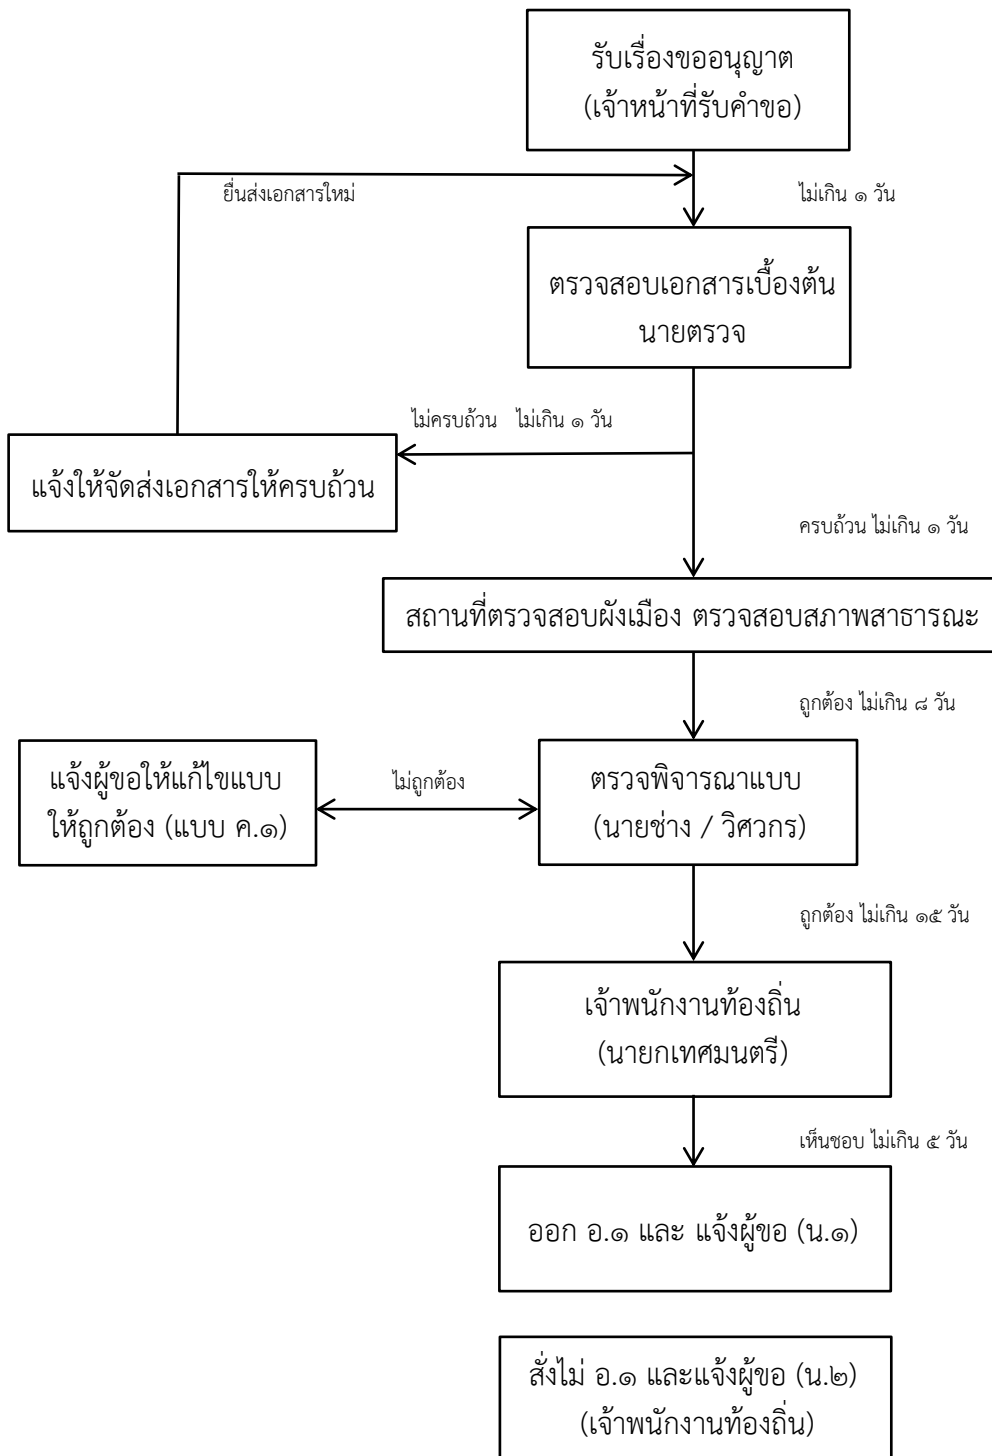 รับเรื่องขออนุญาต
(เจ้าหน้าที่รับคำขอ)
ยื่นส่งเอกสารใหม่
ไม่เกิน ๑ วัน
ตรวจสอบเอกสารเบื้องต้น
นายตรวจ
ไม่ครบถ้วน ไม่เกิน ๑ วัน
แจ้งให้จัดส่งเอกสารให้ครบถ้วน
ครบถ้วน ไม่เกิน ๑ วัน
สถานที่ตรวจสอบผังเมือง ตรวจสอบสภาพสาธารณะ
ถูกต้อง ไม่เกิน ๘ วัน
แจ้งผู้ขอให้แก้ไขแบบ
ให้ถูกต้อง (แบบ ค.๑)
ไม่ถูกต้อง
ตรวจพิจารณาแบบ
(นายช่าง / วิศวกร)
ถูกต้อง ไม่เกิน ๑๕ วัน
เจ้าพนักงานท้องถิ่น
(นายกเทศมนตรี)
เห็นชอบ ไม่เกิน ๕ วัน
ออก อ.๑ และ แจ้งผู้ขอ (น.๑)
สั่งไม่ อ.๑ และแจ้งผู้ขอ (น.๒)
(เจ้าพนักงานท้องถิ่น)